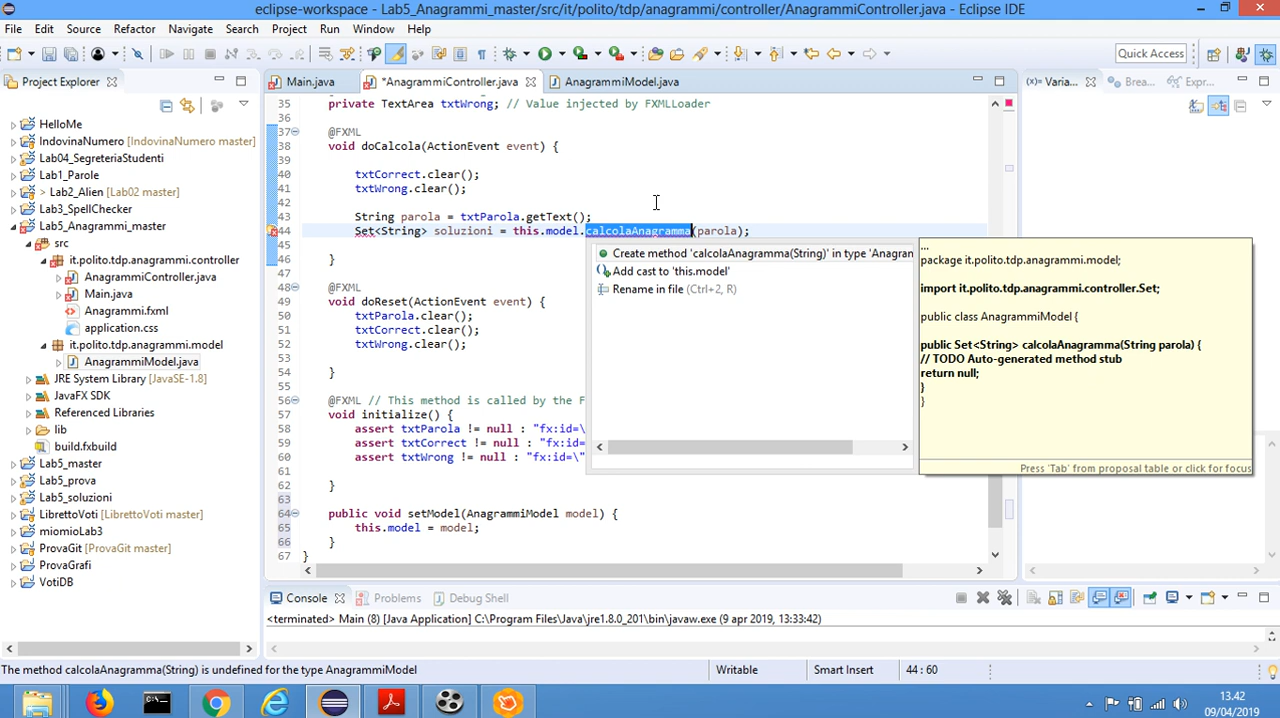 eclipse-workspace - Lab5_Anagrammi_master/src/it/polito/tdp/anagrammi/controller/AnagrammiController.java - Eclipse IDE
File Edit Source Refactor Navigate Search Project Run Window Help
Quick Access
Project Explorer
Main.java
*AnagrammiController.java
AnagrammiModel.java
Varia...
Brea...
Expr...
HelloMe
IndovinaNumero [IndovinaNumero master]
Lab04_SegreteriaStudenti
Lab1_Parole
> Lab2_Alien [Lab02 master]
Lab3_SpellChecker
Lab5_Anagrammi_master
src
it.polito.tdp.anagrammi.controller
AnagrammiController.java
Main.java
Anagrammi.fxml
application.css
it.polito.tdp.anagrammi.model
AnagrammiModel.java
JRE System Library [JavaSE-1.8]
JavaFX SDK
Referenced Libraries
lib
build.fxbuild
Lab5_master
Lab5_prova
Lab5_soluzioni
LibrettoVoti [LibrettoVoti master]
miomioLab3
ProvaGit [ProvaGit master]
ProvaGrafi
VotiDB
35 private TextArea txtWrong; // Value injected by FXMLLoader
36
37 @FXML
38 void doCalcola(ActionEvent event) {
39
40 txtCorrect.clear();
41 txtWrong.clear();
42
43 String parola = txtParola.getText();
44 Set<String> soluzioni = this.model.calcolaAnagramma(parola);
45
46 }
47
48 @FXML
49 void doReset(ActionEvent event) {
50 txtParola.clear();
51 txtCorrect.clear();
52 txtWrong.clear();
53
54 }
55
56 @FXML // This method is called by the F
57 void initialize() {
58 assert txtParola != null : "fx:id=\
59 assert txtCorrect != null : "fx:id=\
60 assert txtWrong != null : "fx:id=\"
61
62 }
63
64 public void setModel(AnagrammiModel model) {
65 this.model = model;
66 }
67 }
Create method 'calcolaAnagramma(String)' in type 'Anagram
Add cast to 'this.model'
Rename in file (Ctrl+2, R)
...
package it.polito.tdp.anagrammi.model;
import it.polito.tdp.anagrammi.controller.Set;
public class AnagrammiModel {
public Set<String> calcolaAnagramma(String parola) {
// TODO Auto-generated method stub
return null;
}
}
Press 'Tab' from proposal table or click for focus
Console
Problems
Debug Shell
<terminated> Main (8) [Java Application] C:\Program Files\Java\jre1.8.0_201\bin\javaw.exe (9 apr 2019, 13:33:42)
The method calcolaAnagramma(String) is undefined for the type AnagrammiModel
Writable
Smart Insert
44 : 60
13.42
09/04/2019